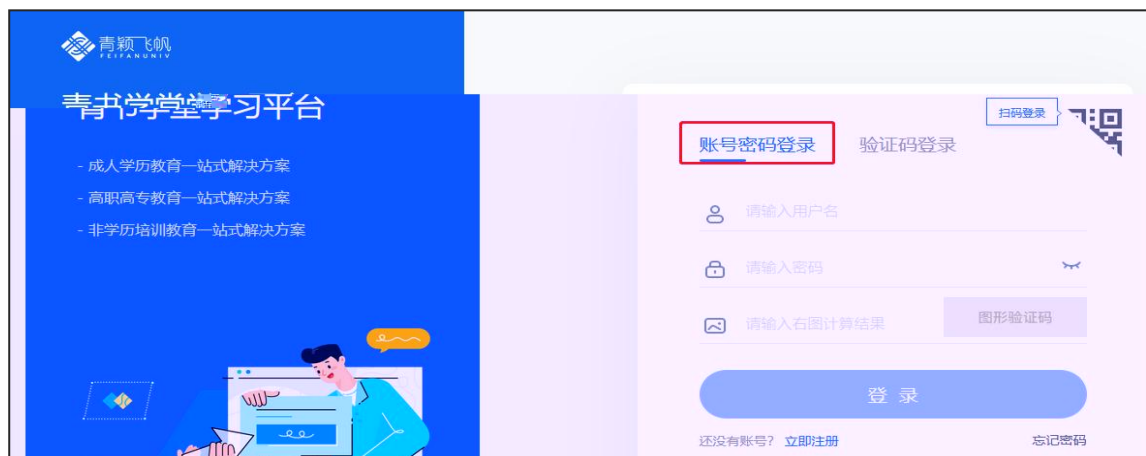 青颖飞帆
FEIFANUNIV
青书学堂学习平台
- 成人学历教育一站式解决方案
- 高职高专教育一站式解决方案
- 非学历培训教育一站式解决方案
扫码登录
账号密码登录
验证码登录
请输入用户名
请输入密码
请输入右图计算结果
图形验证码
登 录
还没有账号? 立即注册
忘记密码